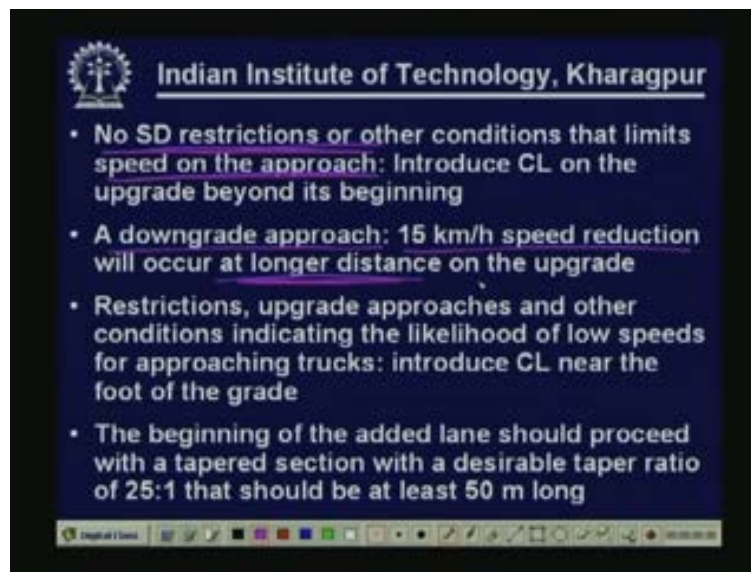 Indian Institute of Technology, Kharagpur
• No SD restrictions or other conditions that limits
speed on the approach: Introduce CL on the
upgrade beyond its beginning
• A downgrade approach: 15 km/h speed reduction
will occur at longer distance on the upgrade
• Restrictions, upgrade approaches and other
conditions indicating the likelihood of low speeds
for approaching trucks: introduce CL near the
foot of the grade
• The beginning of the added lane should proceed
with a tapered section with a desirable taper ratio
of 25:1 that should be at least 50 m long